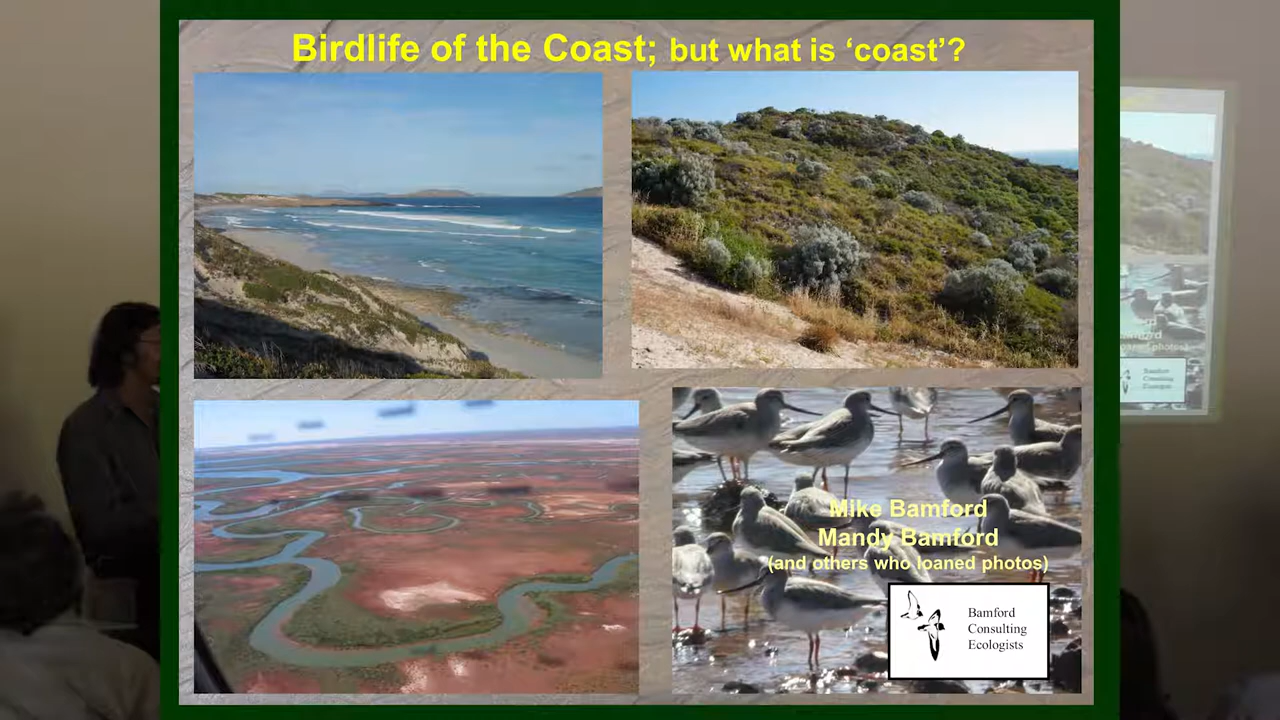 Birdlife of the Coast; but what is ‘coast’?
Mike Bamford
Mandy Bamford
(and others who loaned photos)
Bamford
Consulting
Ecologists